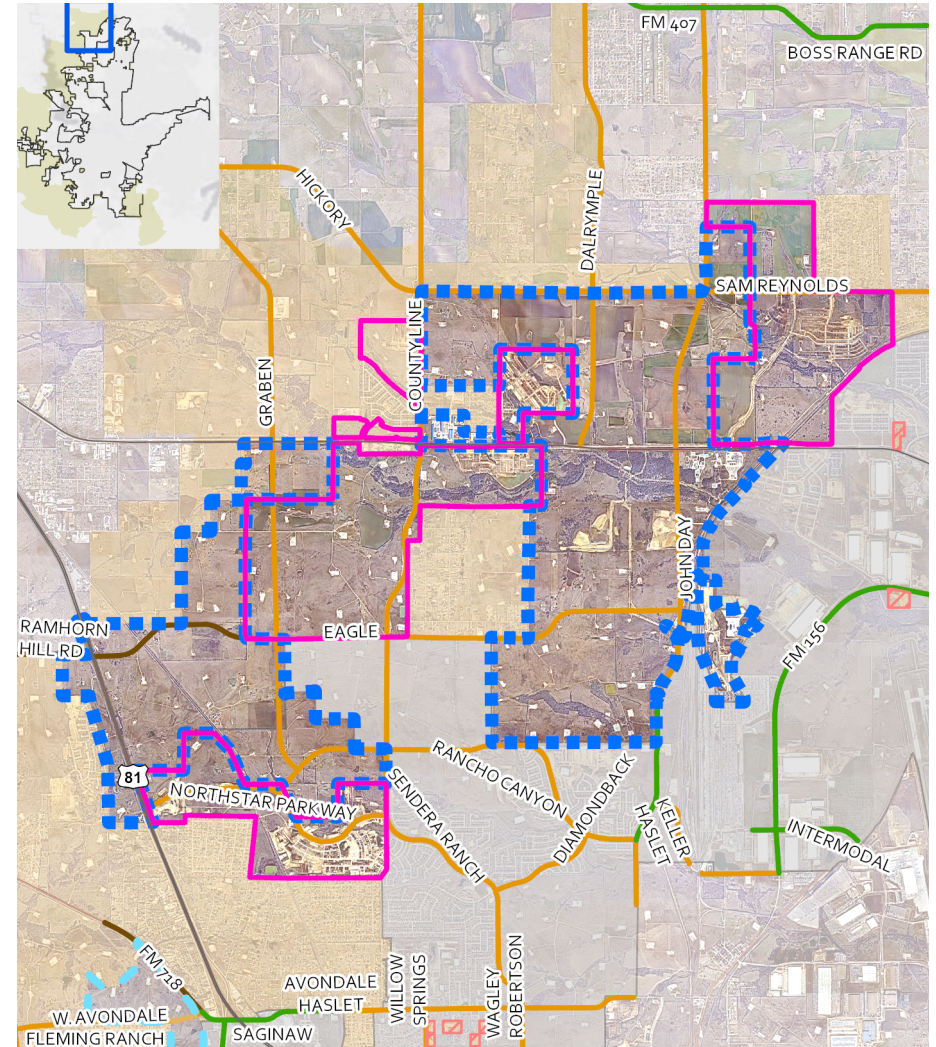 FM 407
BOSS RANGE RD
HICKORY
DALRYMPLE
SAM REYNOLDS
COUNTY LINE
GRABEN
JOHN DAY
RAMHORN
HILL RD
EAGLE
FM 156
81
RANCHO CANYON
NORTHSTAR PARKWAY
SENDERA RANCH
DIAMONDBACK
KELLER
HASLET
INTERMODAL
FM 718
AVONDALE
HASLET
WILLOW
SPRINGS
WAGLEY
ROBERTSON
W. AVONDALE
FLEMING RANCH
SAGINAW